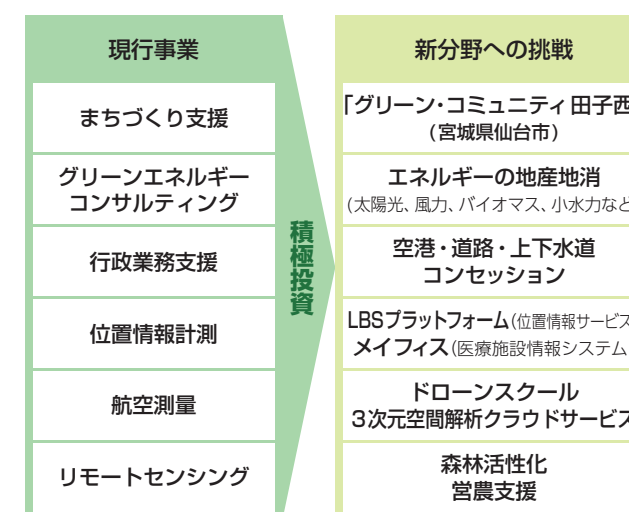 現行事業
まちづくり支援
グリーンエネルギー
コンサルティング
行政業務支援
位置情報計測
航空測量
リモートセンシング
積極投資
新分野への挑戦
「グリーン・コミュニティ田子西
(宮城県仙台市)
エネルギーの地産地消
(太陽光、風力、バイオマス、小水力など
空港・道路・上下水道
コンセッション
LBSプラットフォーム(位置情報サービス
メイフィス(医療施設情報システム
ドローンスクール
3次元空間解析クラウドサービス
森林活性化
営農支援